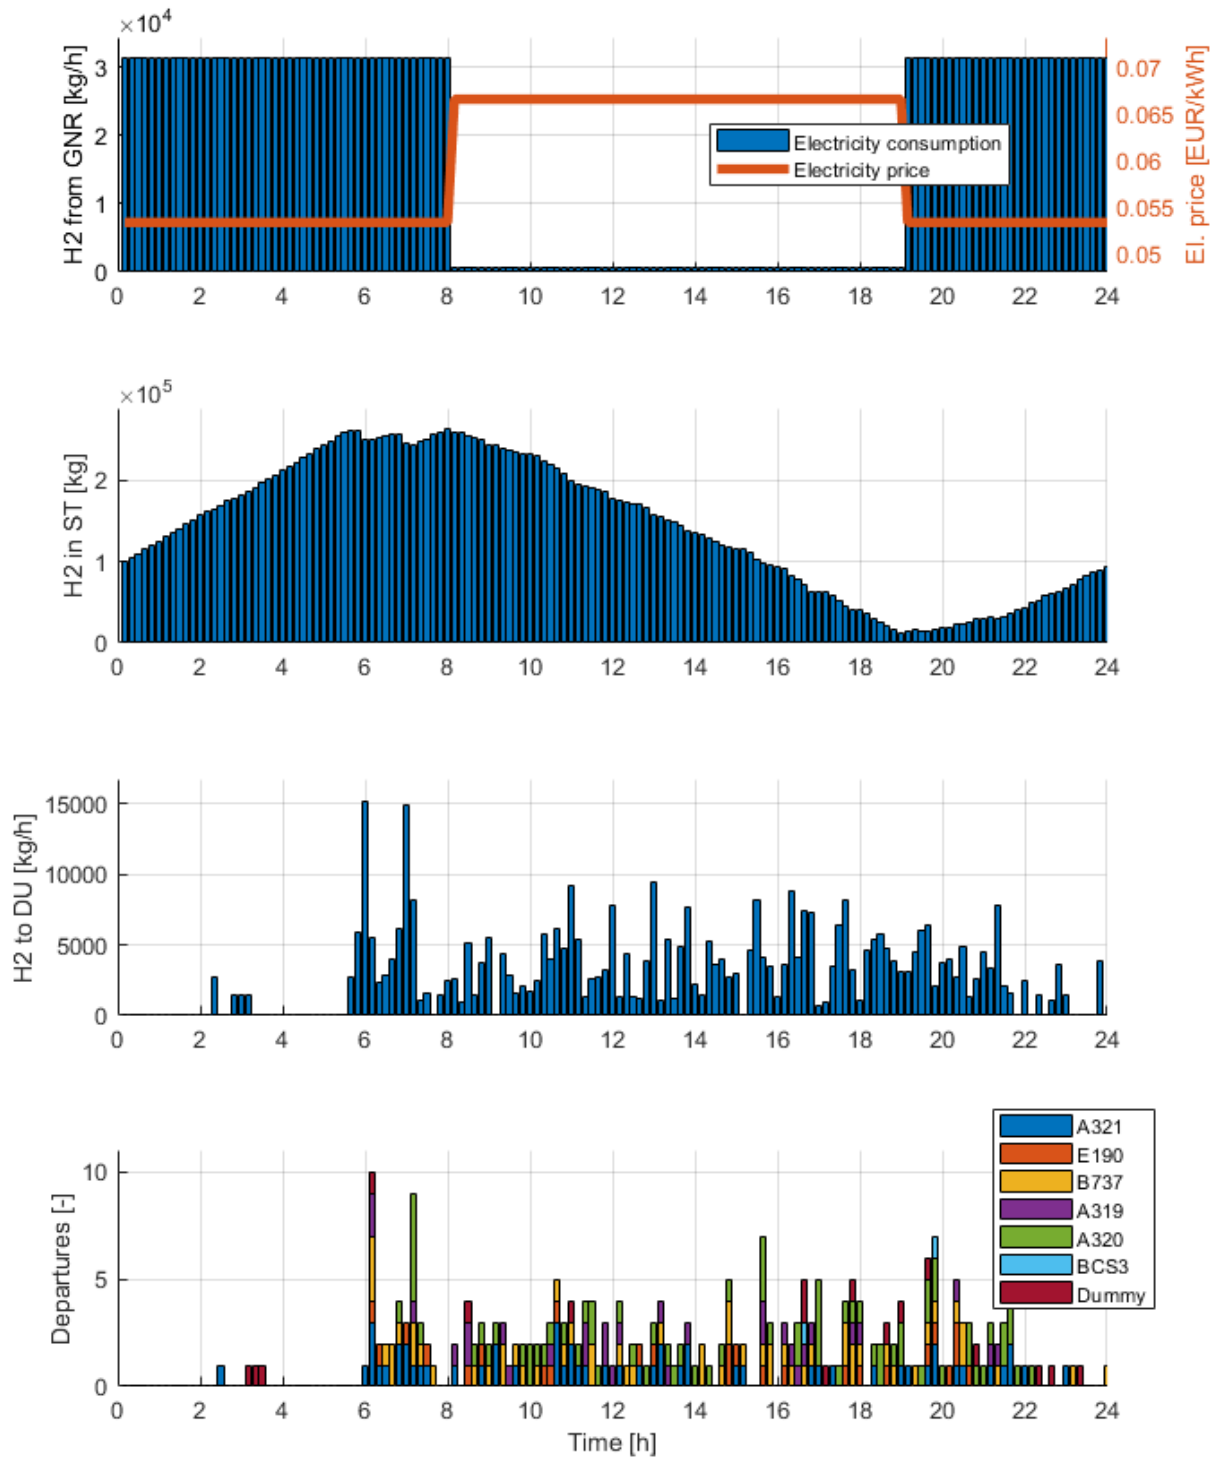 ×10⁴
H2 from GNR [kg/h]
3
2
1
0
0.07
0.065
0.06
0.055
0.05
El. price [EUR/kWh]
Electricity consumption
Electricity price
0 2 4 6 8 10 12 14 16 18 20 22 24
×10⁵
H2 in ST [kg]
2
1
0
0 2 4 6 8 10 12 14 16 18 20 22 24
H2 to DU [kg/h]
15000
10000
5000
0
0 2 4 6 8 10 12 14 16 18 20 22 24
Departures [-]
10
5
0
A321
E190
B737
A319
A320
BCS3
Dummy
0 2 4 6 8 10 12 14 16 18 20 22 24
Time [h]